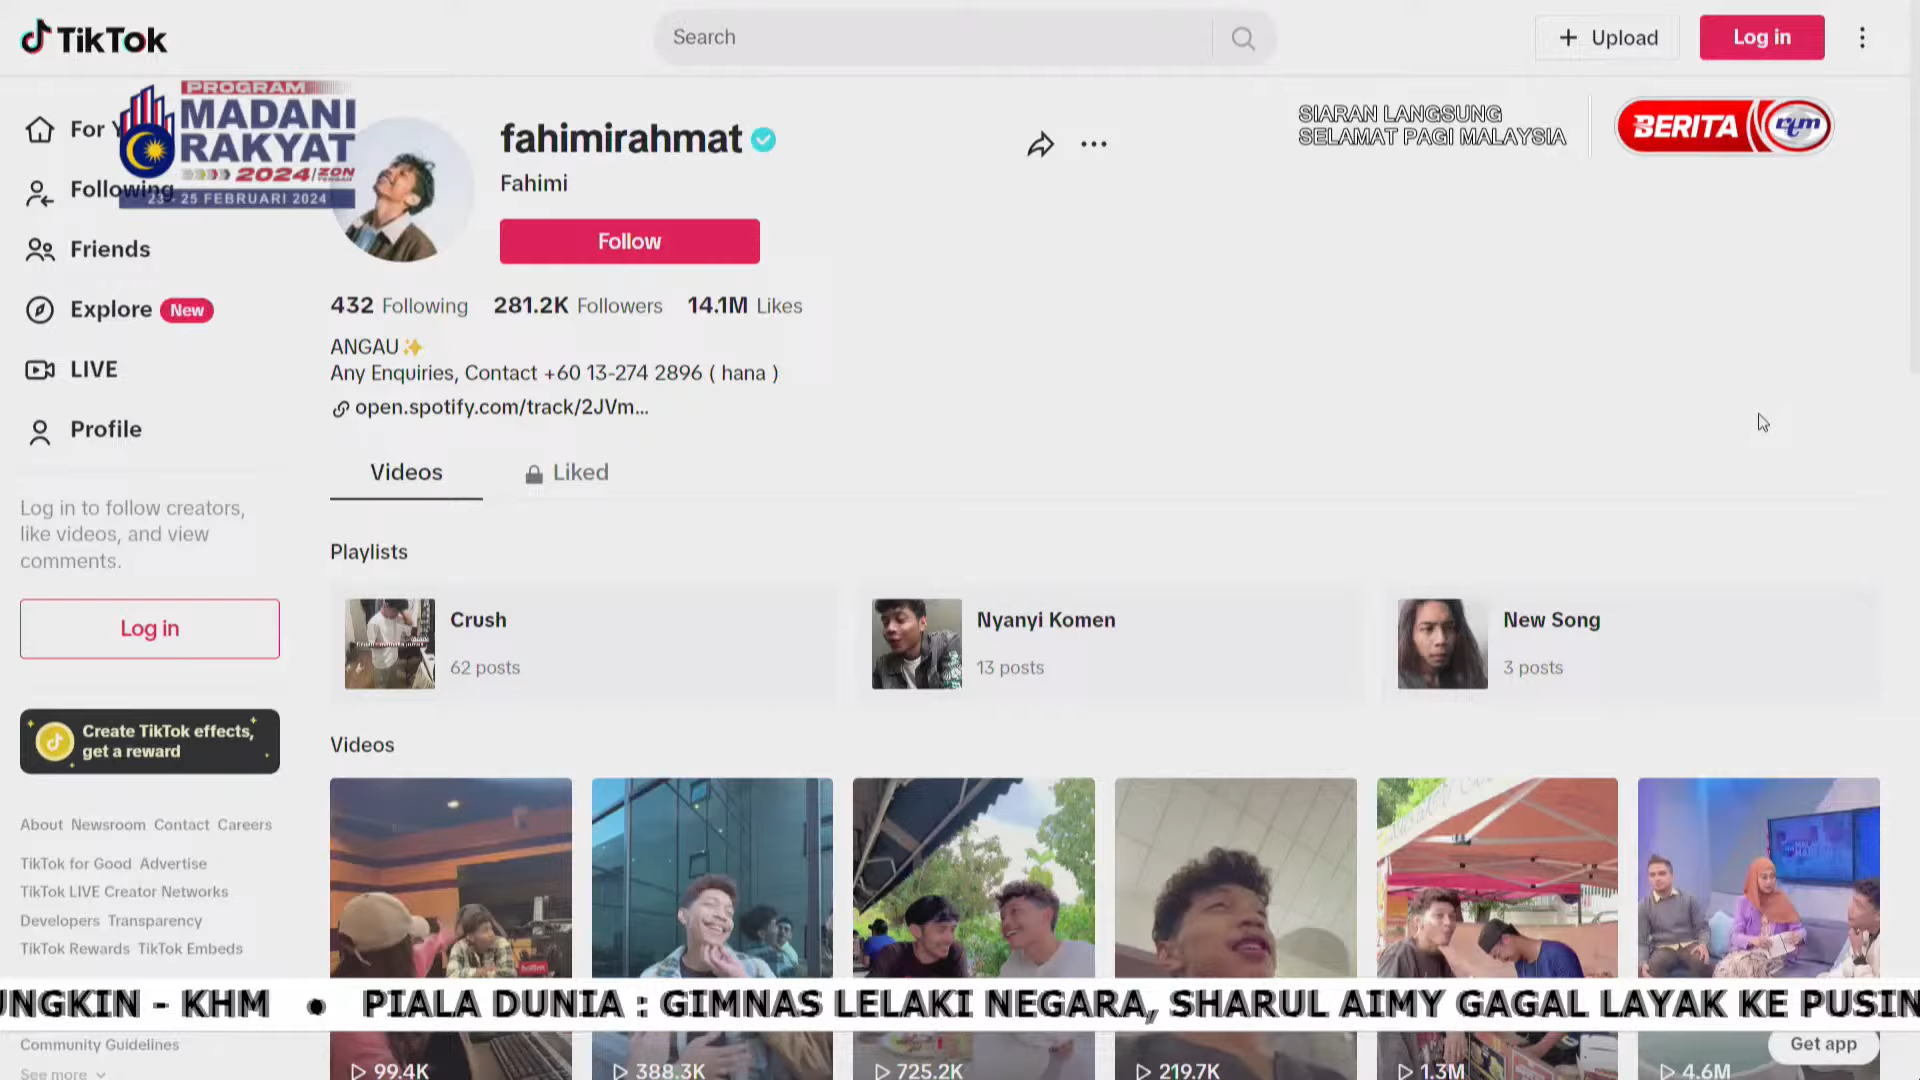 TikTok
Search
Upload
Log in
PROGRAM
MADANI
RAKYAT
2024 ZON TENGAH
23 - 25 FEBRUARI 2024
SIARAN LANGSUNG
SELAMAT PAGI MALAYSIA
BERITA rtm
For Y
Following
Friends
Explore New
LIVE
Profile
Log in to follow creators,
like videos, and view
comments.
Log in
Create TikTok effects,
get a reward
About Newsroom Contact Careers
TikTok for Good Advertise
TikTok LIVE Creator Networks
Developers Transparency
TikTok Rewards TikTok Embeds
Community Guidelines
See more
fahimirahmat
Fahimi
Follow
432 Following 281.2K Followers 14.1M Likes
ANGAU✨
Any Enquiries, Contact +60 13-274 2896 ( hana )
open.spotify.com/track/2JVm...
Videos Liked
Playlists
Crush
62 posts
Nyanyi Komen
13 posts
New Song
3 posts
Videos
UNGKIN - KHM • PIALA DUNIA : GIMNAS LELAKI NEGARA, SHARUL AIMY GAGAL LAYAK KE PUSIN
99.4K
388.3K
725.2K
219.7K
1.3M
4.6M
Get app